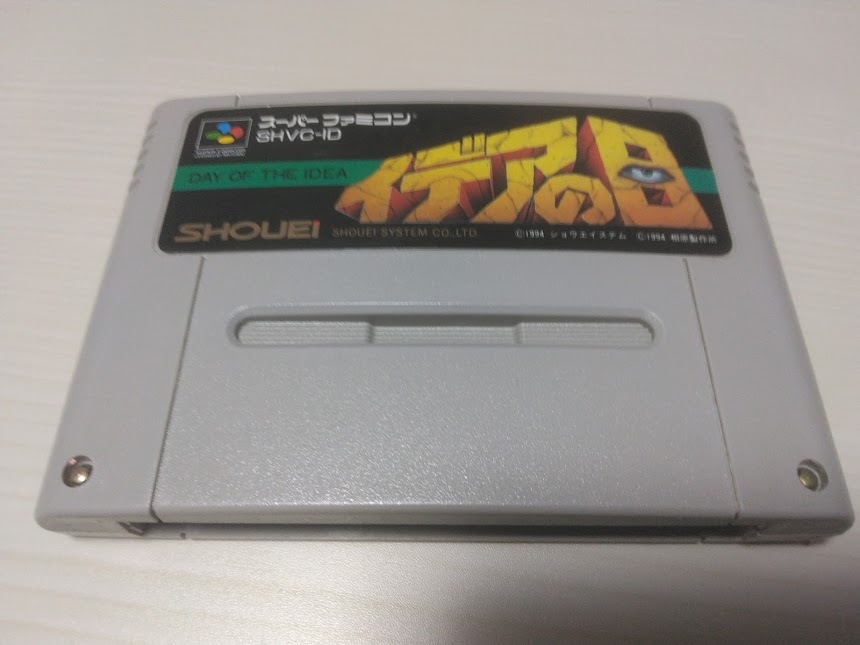 スーパーファミコン
SHVC-ID
DAY OF THE IDEA
イデアの日
SHOUEi SHOUEI SYSTEM CO.,LTD.
©1994 ショウエイシステム ©1994 相原製作所